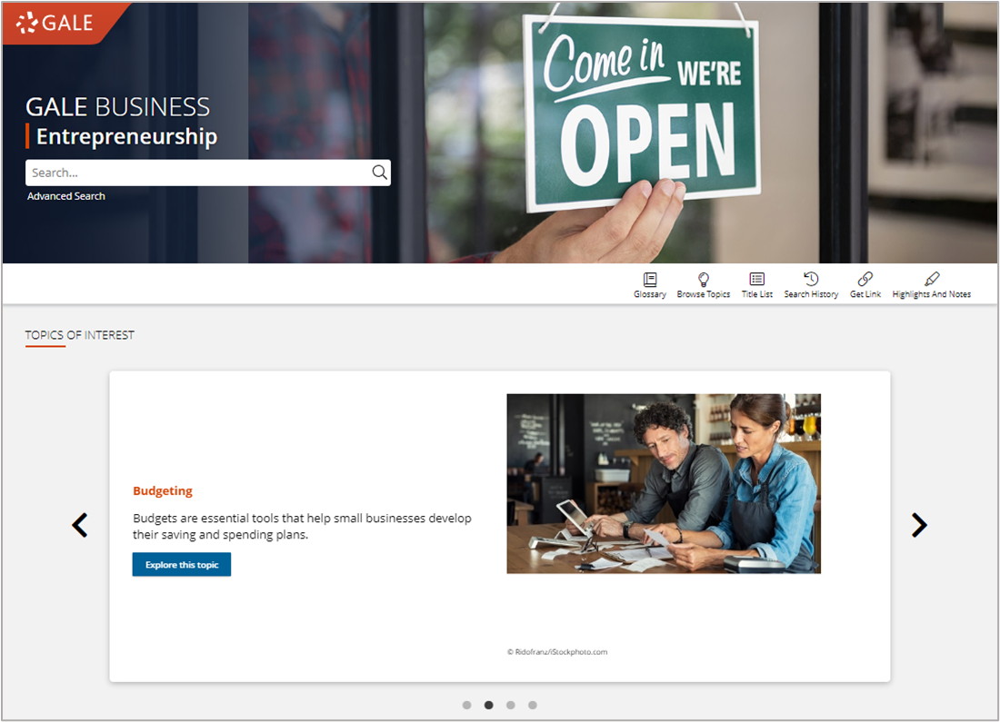 GALE
GALE BUSINESS
Entrepreneurship
Search...
Advanced Search
Come in WE'RE
OPEN
Glossary
Browse Topics
Title List
Search History
Get Link
Highlights And Notes
TOPICS OF INTEREST
Budgeting
Budgets are essential tools that help small businesses develop
their saving and spending plans.
Explore this topic
© Ridofranz/iStockphoto.com